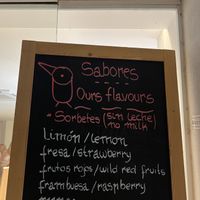 Sabores
Ours flavours
- Sorbetes (sin leche)
no milk
limón/lemon
fresa/strawberry
frutos rojos/wild red fruits
frambuesa/raspberry